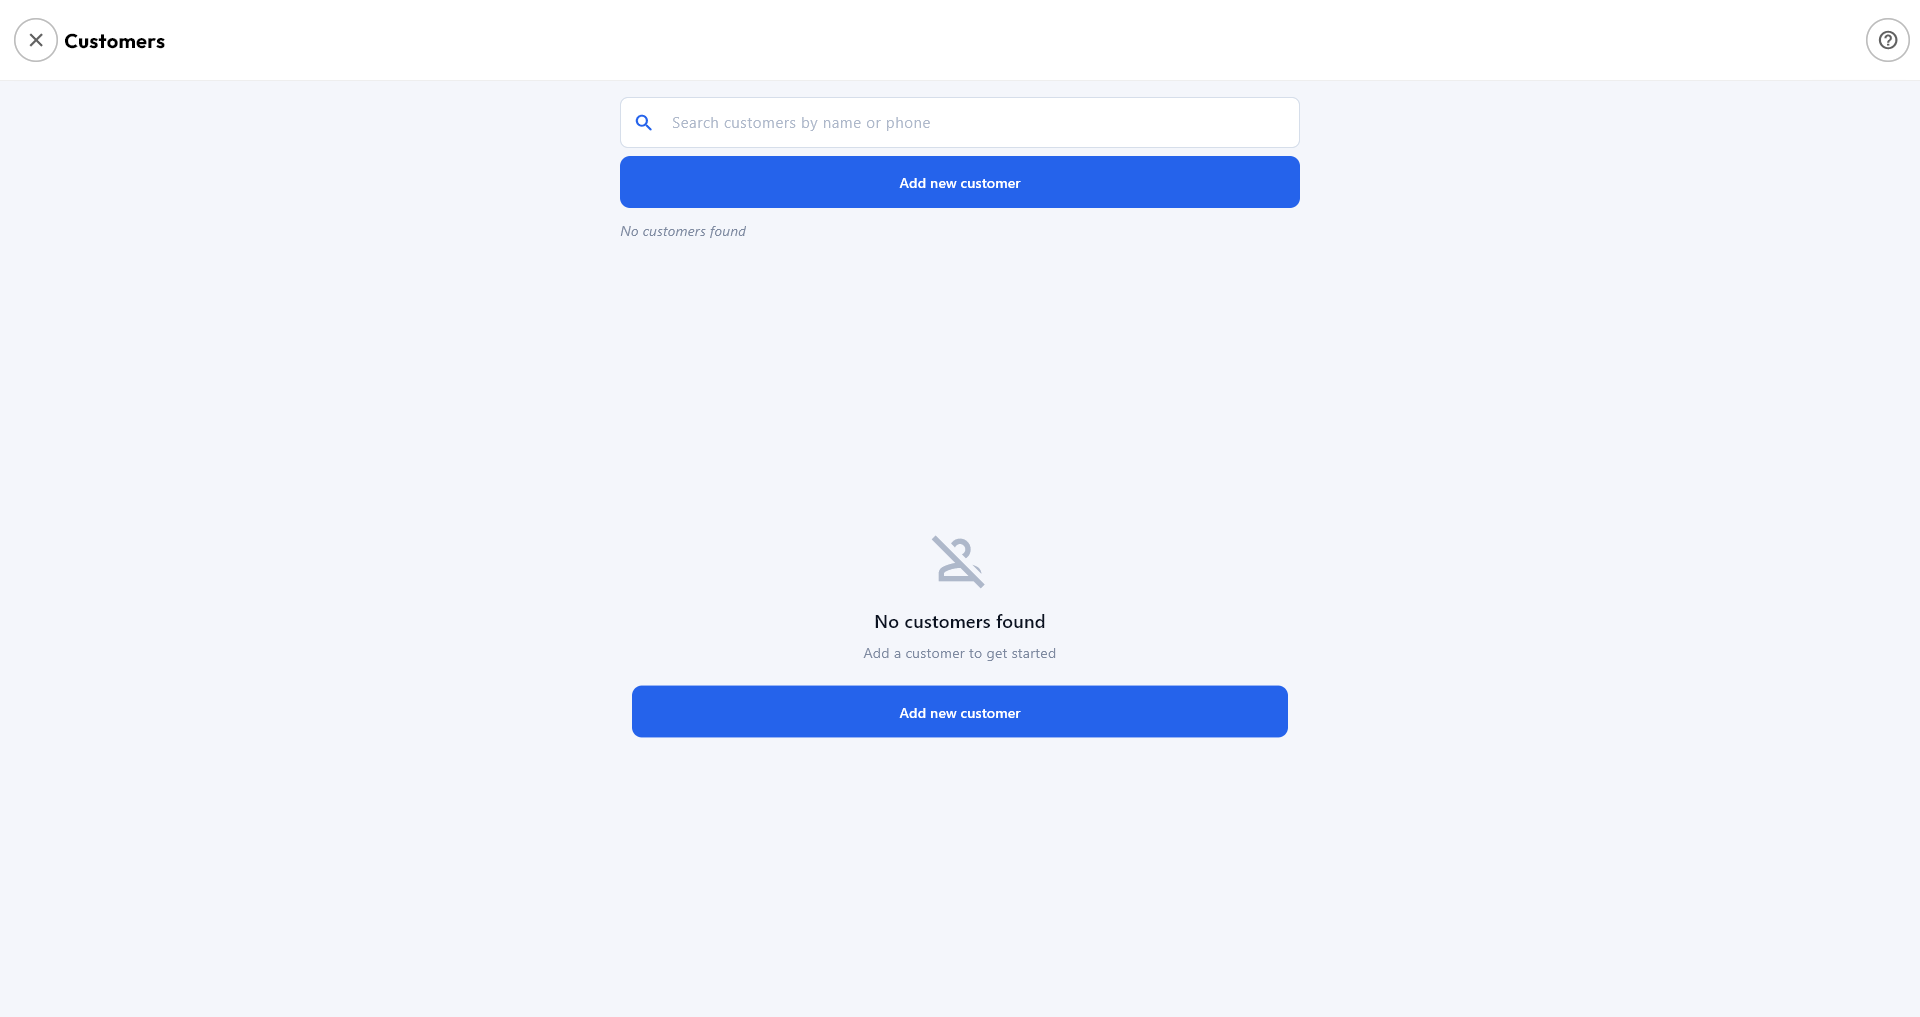 Customers
Search customers by name or phone
Add new customer
No customers found
No customers found
Add a customer to get started
Add new customer